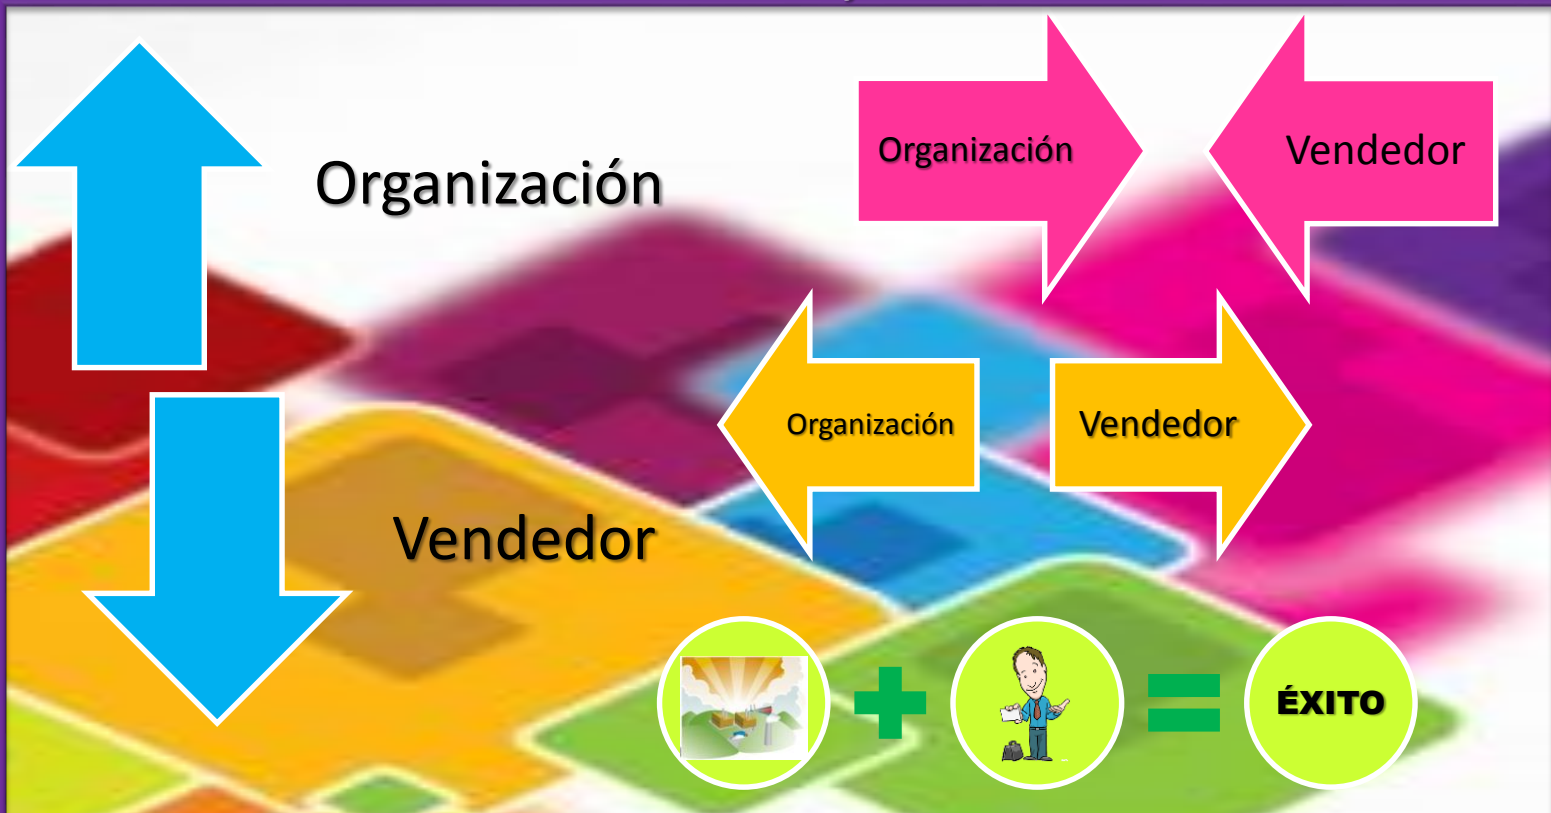 Organización
Vendedor
Organización
Vendedor
Organización
Vendedor
ÉXITO